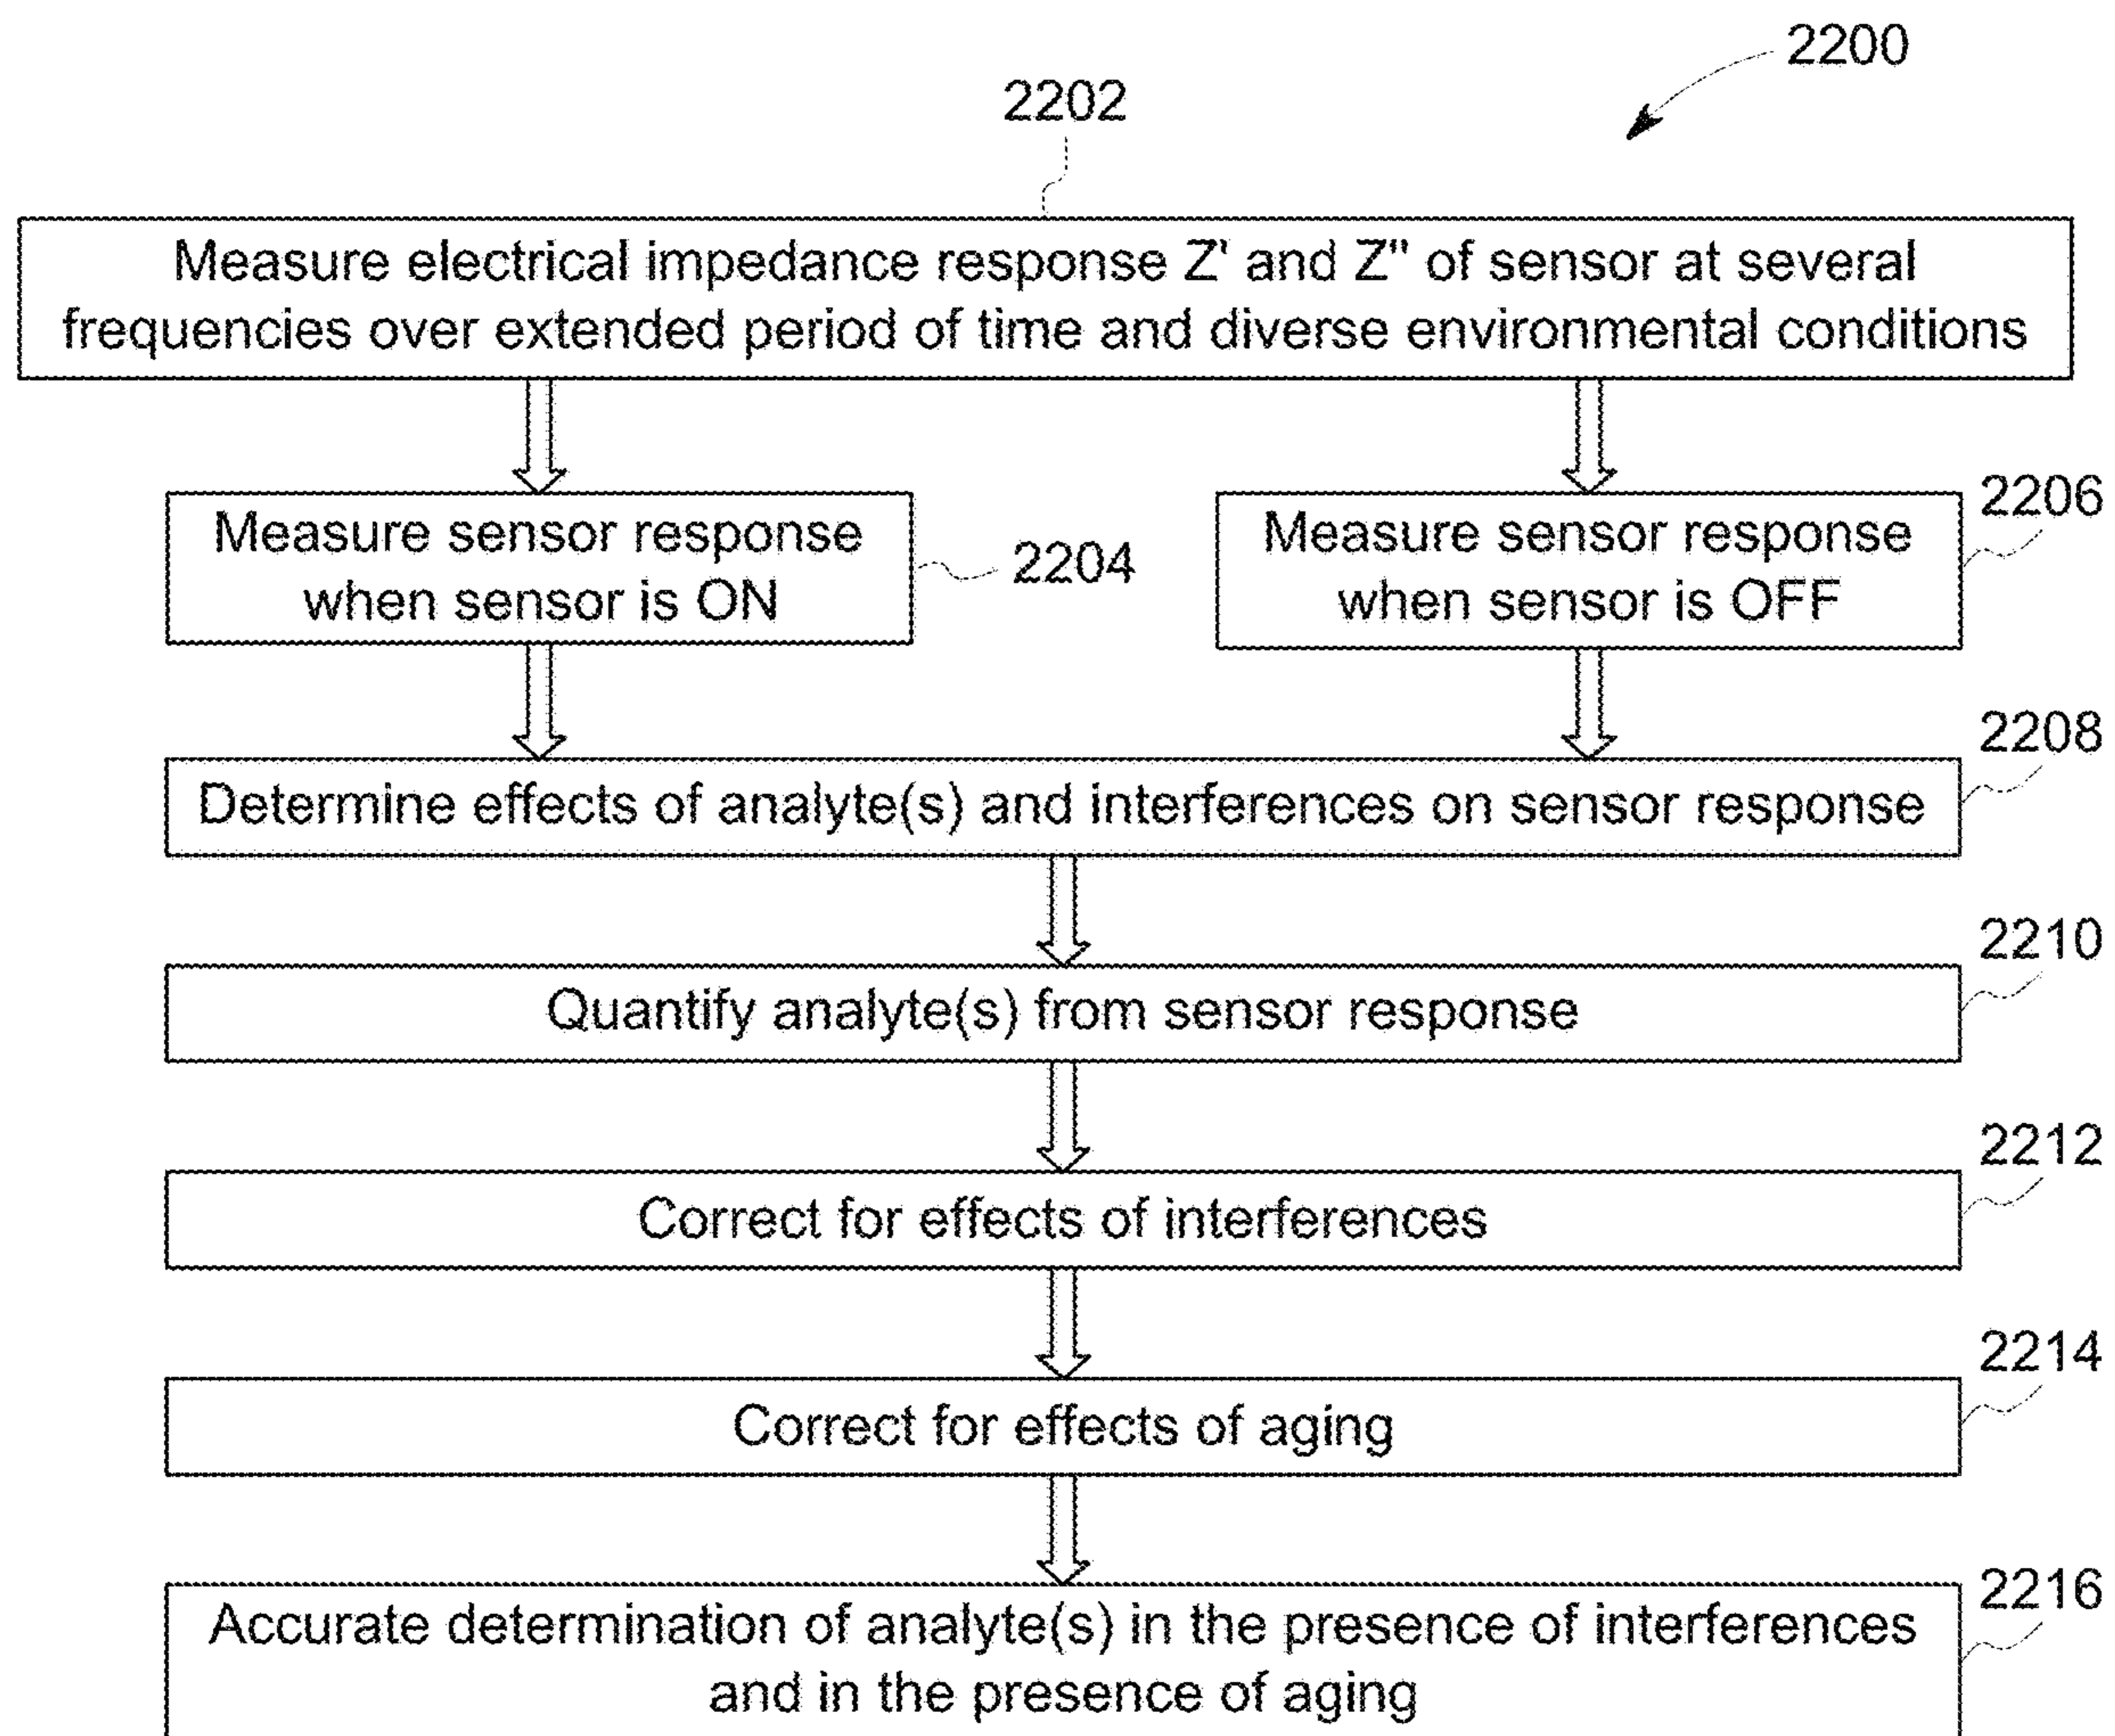 2200
2202
Measure electrical impedance response Z' and Z" of sensor at several
frequencies over extended period of time and diverse environmental conditions
Measure sensor response
when sensor is ON
2204
Measure sensor response
when sensor is OFF
2206
2208
Determine effects of analyte(s) and interferences on sensor response
2210
Quantify analyte(s) from sensor response
2212
Correct for effects of interferences
2214
Correct for effects of aging
2216
Accurate determination of analyte(s) in the presence of interferences
and in the presence of aging